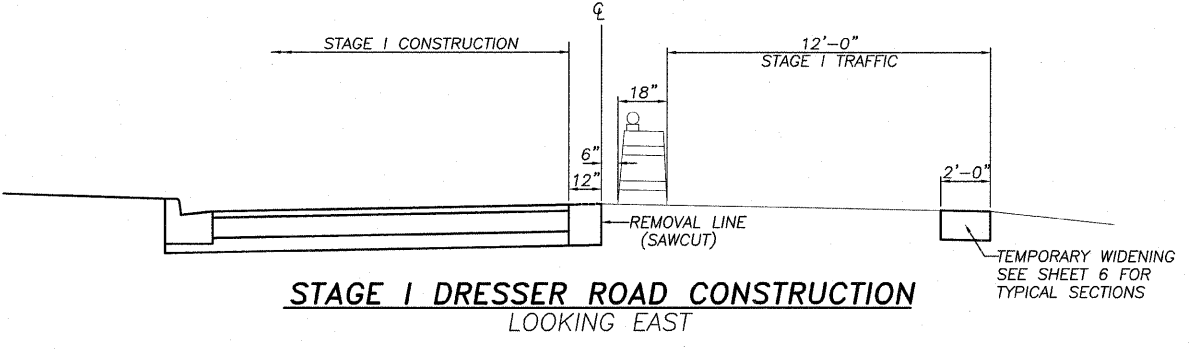 ℄
STAGE I CONSTRUCTION
12'-0"
STAGE I TRAFFIC
18"
6"
12"
2'-0"
REMOVAL LINE
(SAWCUT)
TEMPORARY WIDENING
SEE SHEET 6 FOR
TYPICAL SECTIONS
STAGE I DRESSER ROAD CONSTRUCTION
LOOKING EAST